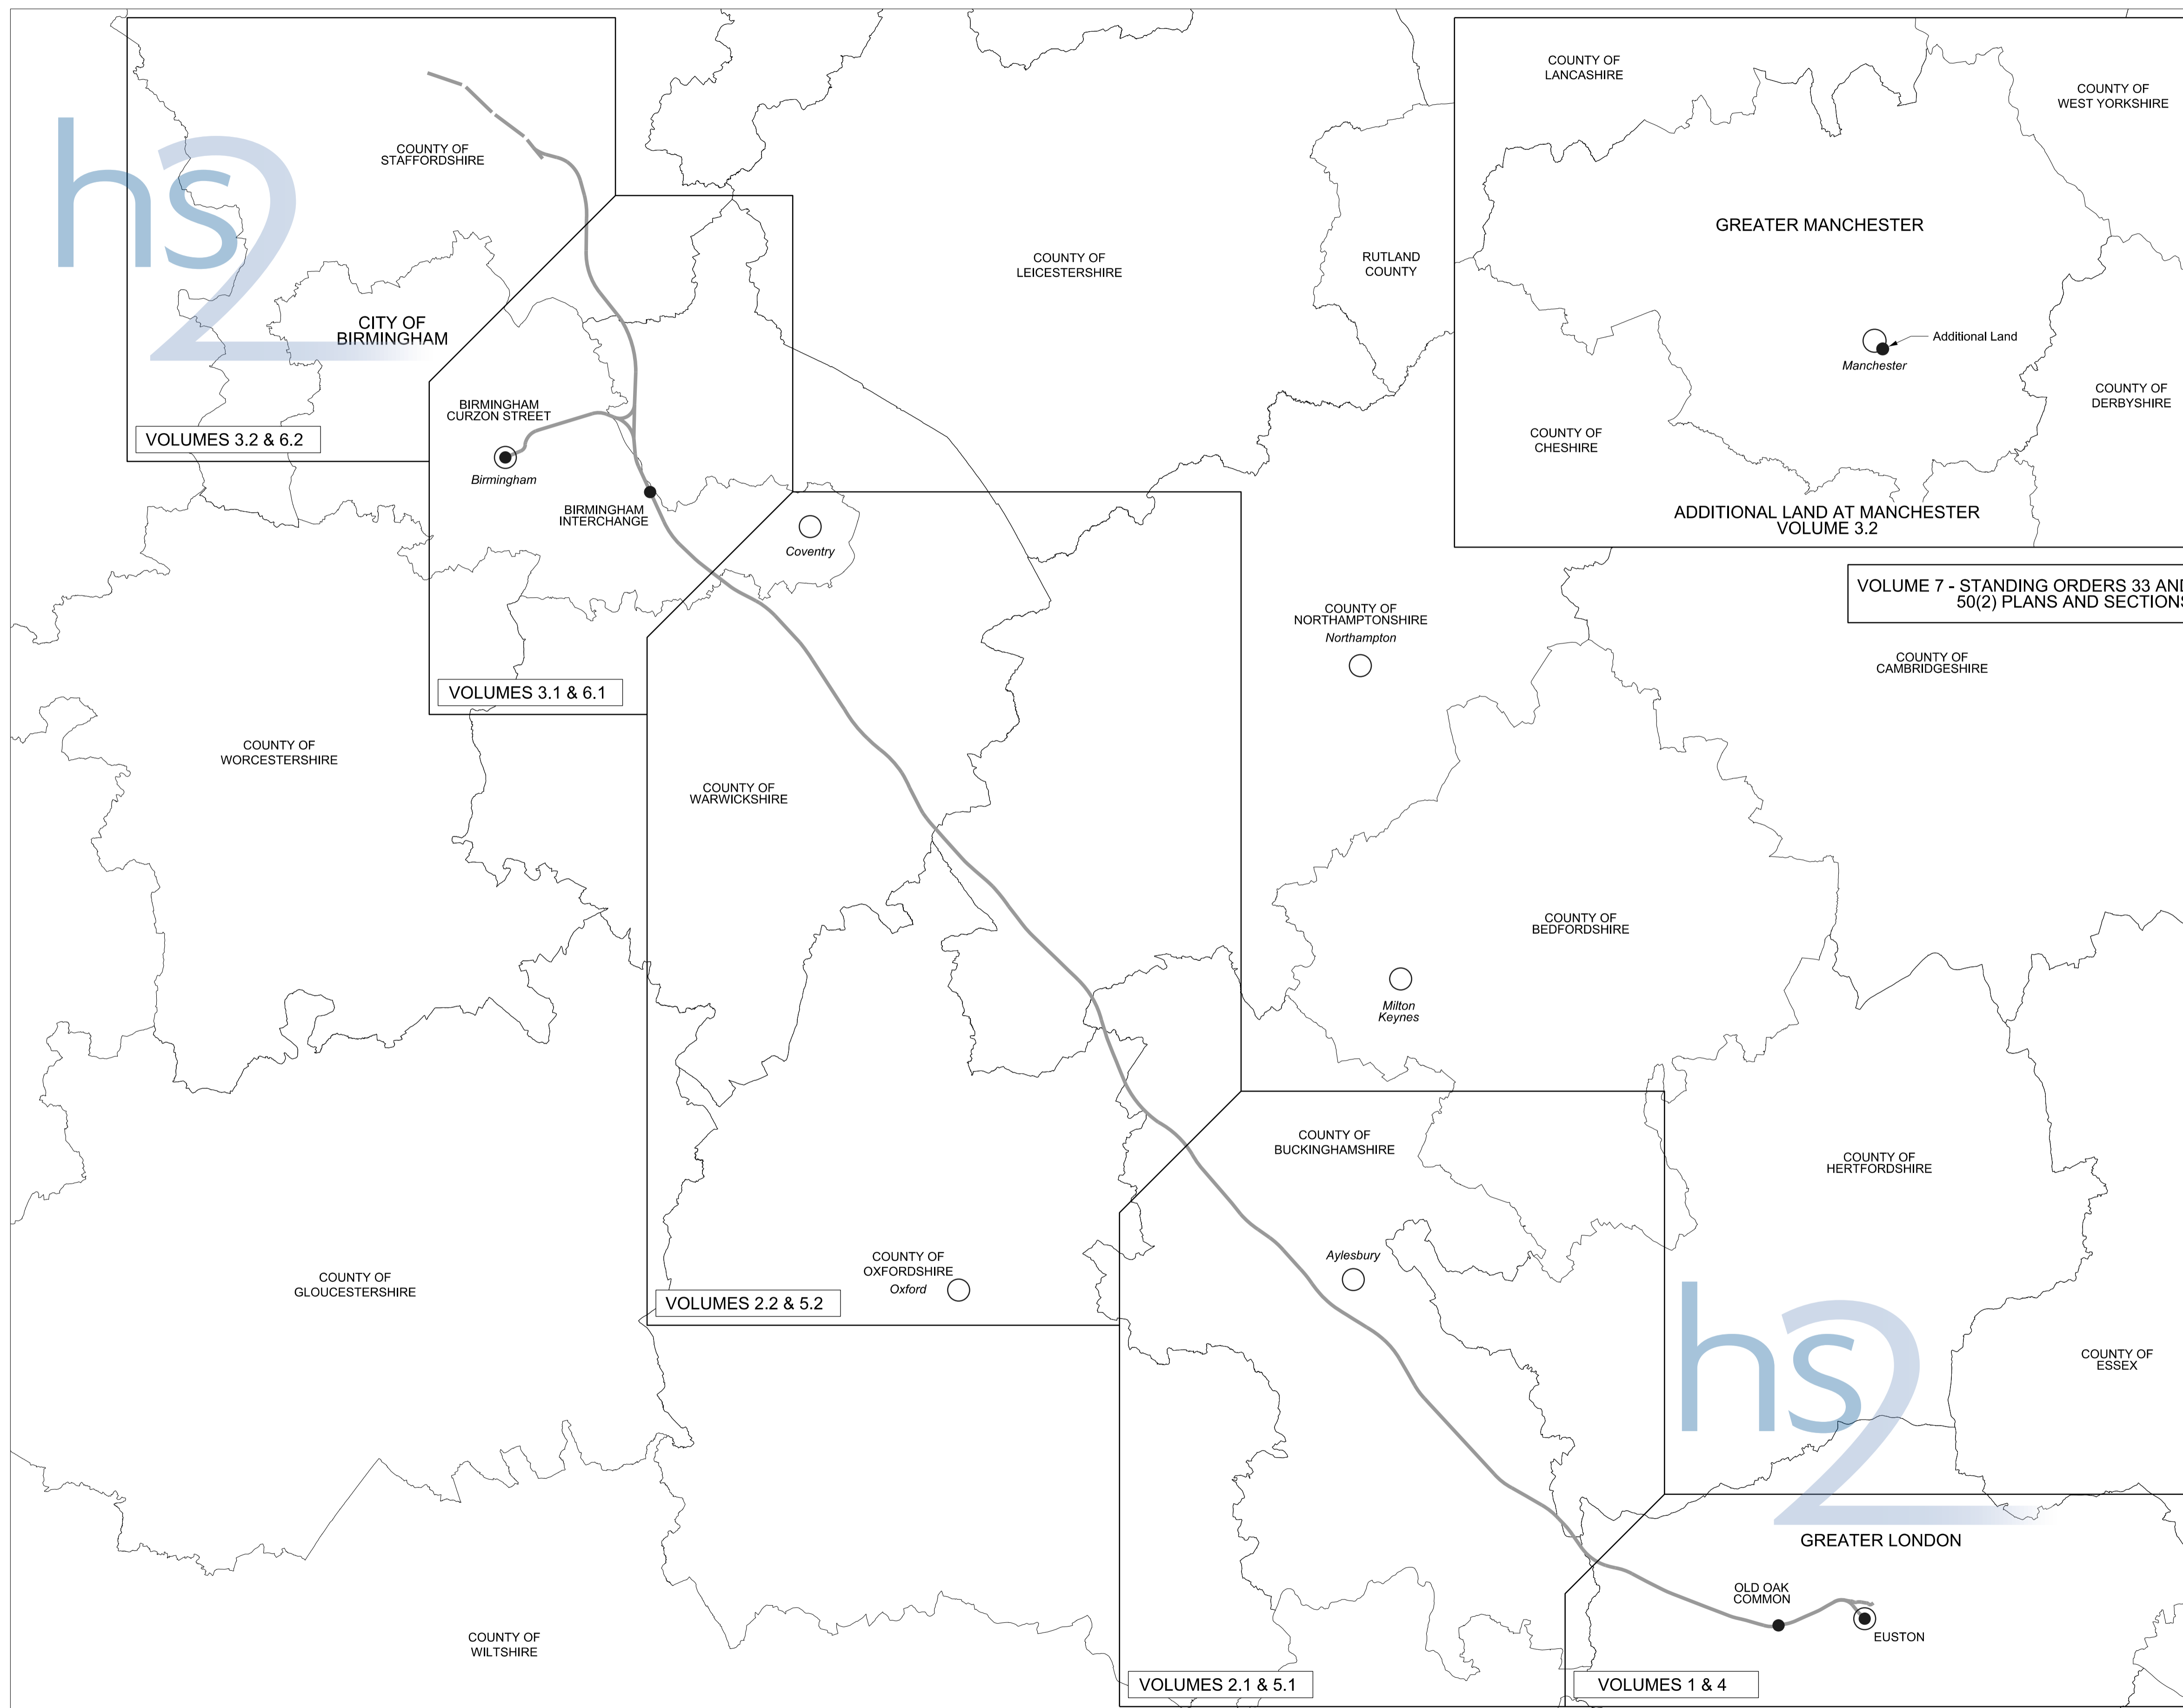 hs2
COUNTY OF
STAFFORDSHIRE
CITY OF
BIRMINGHAM
VOLUMES 3.2 & 6.2
BIRMINGHAM
CURZON STREET
Birmingham
BIRMINGHAM
INTERCHANGE
VOLUMES 3.1 & 6.1
COUNTY OF
LEICESTERSHIRE
RUTLAND
COUNTY
COUNTY OF
LANCASHIRE
COUNTY OF
WEST YORKSHIRE
GREATER MANCHESTER
Additional Land
Manchester
COUNTY OF
DERBYSHIRE
COUNTY OF
CHESHIRE
ADDITIONAL LAND AT MANCHESTER
VOLUME 3.2
Coventry
COUNTY OF
NORTHAMPTONSHIRE
Northampton
VOLUME 7 - STANDING ORDERS 33 AND
50(2) PLANS AND SECTIONS
COUNTY OF
CAMBRIDGESHIRE
COUNTY OF
WORCESTERSHIRE
COUNTY OF
WARWICKSHIRE
COUNTY OF
BEDFORDSHIRE
Milton
Keynes
COUNTY OF
BUCKINGHAMSHIRE
COUNTY OF
HERTFORDSHIRE
COUNTY OF
GLOUCESTERSHIRE
COUNTY OF
OXFORDSHIRE
Oxford
VOLUMES 2.2 & 5.2
Aylesbury
hs2
COUNTY OF
ESSEX
GREATER LONDON
OLD OAK
COMMON
EUSTON
COUNTY OF
WILTSHIRE
VOLUMES 2.1 & 5.1
VOLUMES 1 & 4